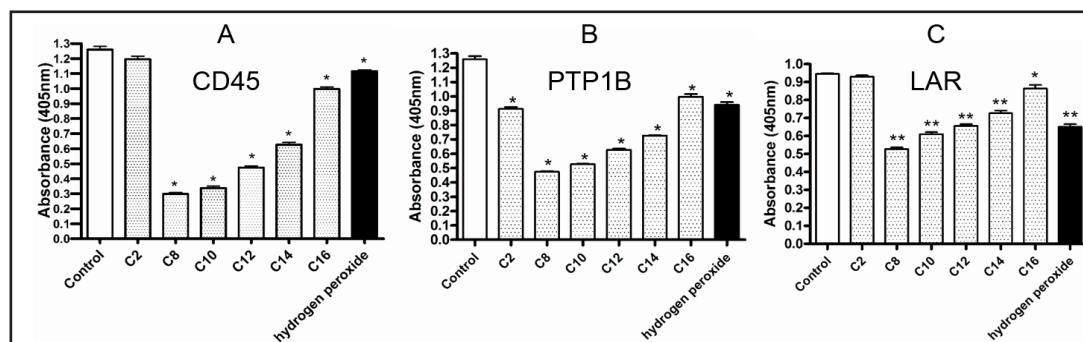 A
CD45
Absorbance (405nm)
1.3
1.2
1.1
1.0
0.9
0.8
0.7
0.6
0.5
0.4
0.3
0.2
0.1
0.0
*
*
*
*
*
*
Control
C2
C8
C10
C12
C14
C16
hydrogen peroxide
B
PTP1B
Absorbance (405nm)
1.3
1.2
1.1
1.0
0.9
0.8
0.7
0.6
0.5
0.4
0.3
0.2
0.1
0.0
*
*
*
*
*
*
*
Control
C2
C8
C10
C12
C14
C16
hydrogen peroxide
C
LAR
Absorbance (405nm)
1.0
0.9
0.8
0.7
0.6
0.5
0.4
0.3
0.2
0.1
0.0
**
**
**
**
*
**
Control
C2
C8
C10
C12
C14
C16
hydrogen peroxide